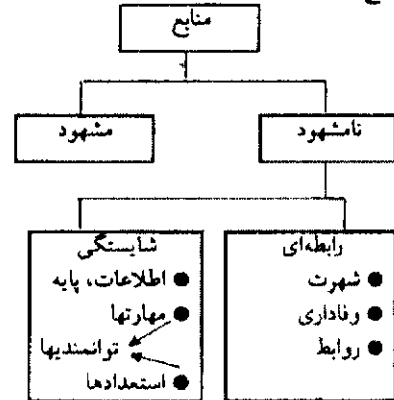 منابع
نامشهود
مشهود
رابطه‌ای
● شهرت
● وفاداری
● روابط
شایستگی
● اطلاعات، پایه
● مهارتها
توانمندیها
● استعدادها